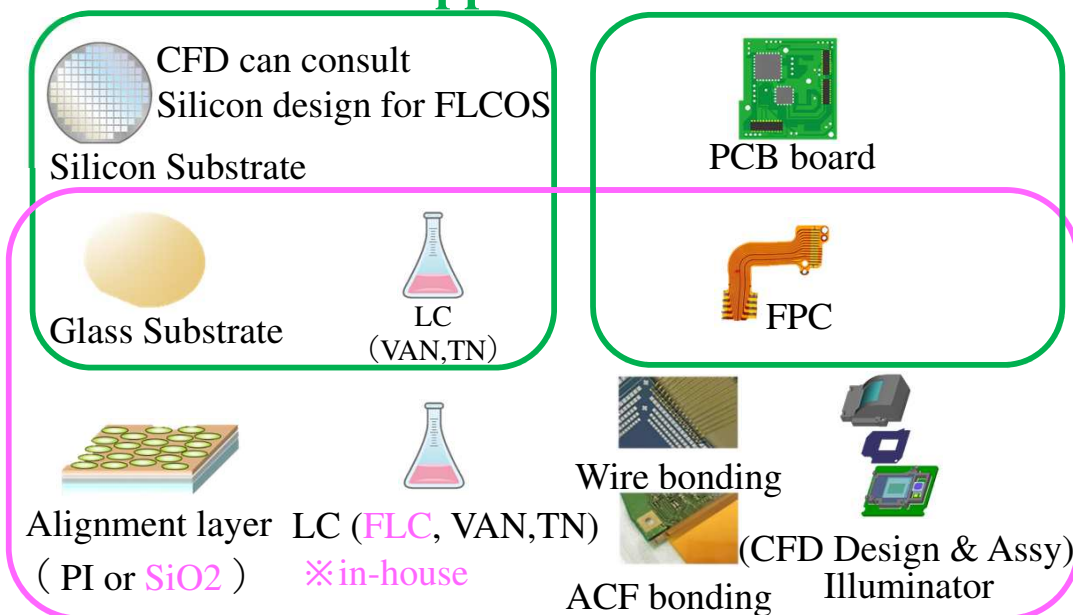 CFD can consult
Silicon design for FLCOS
Silicon Substrate
PCB board
Glass Substrate
LC
（VAN,TN）
FPC
Alignment layer
（ PI or SiO2 ）
LC (FLC, VAN,TN)
※in-house
Wire bonding
ACF bonding
(CFD Design & Assy)
Illuminator